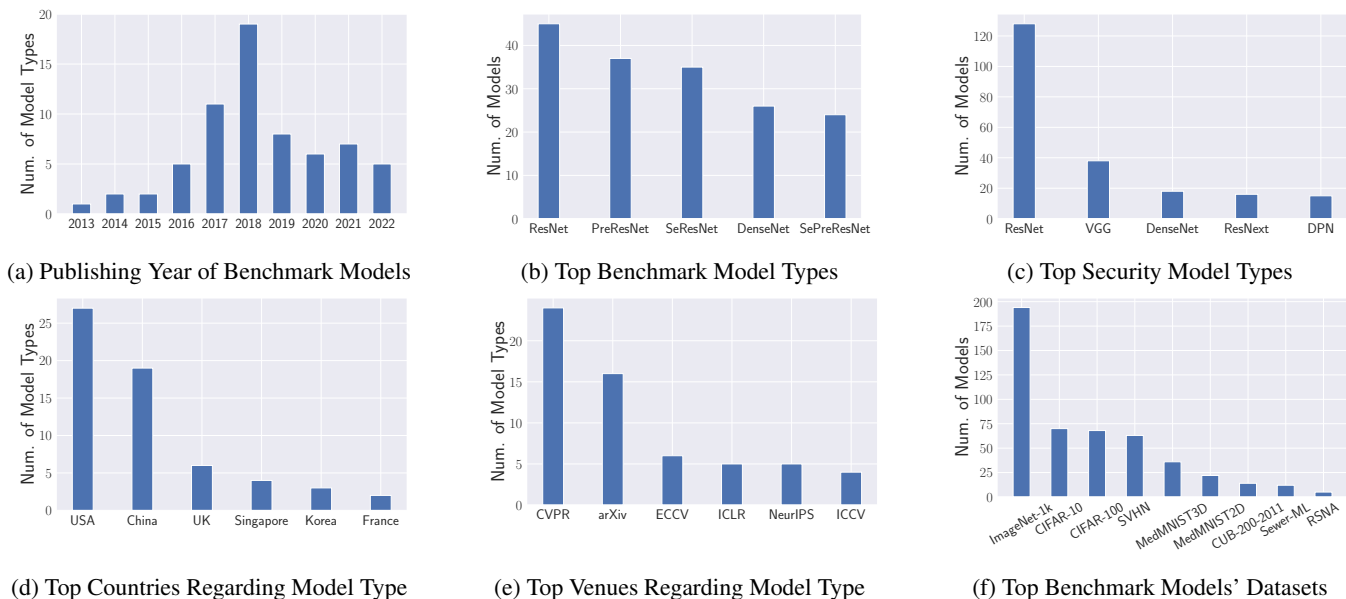 20
15
10
5
0
Num. of Model Types
2013 2014 2015 2016 2017 2018 2019 2020 2021 2022
(a) Publishing Year of Benchmark Models
40
30
20
10
0
Num. of Models
ResNet PreResNet SeResNet DenseNet SePreResNet
(b) Top Benchmark Model Types
120
100
80
60
40
20
0
Num. of Models
ResNet VGG DenseNet ResNext DPN
(c) Top Security Model Types
25
20
15
10
5
0
Num. of Model Types
USA China UK Singapore Korea France
(d) Top Countries Regarding Model Type
20
15
10
5
0
Num. of Model Types
CVPR arXiv ECCV ICLR NeurIPS ICCV
(e) Top Venues Regarding Model Type
200
175
150
125
100
75
50
25
0
Num. of Models
ImageNet-1k CIFAR-10 CIFAR-100 SVHN MedMNIST3D MedMNIST2D CUB-200-2011 Sewer-ML RSNA
(f) Top Benchmark Models' Datasets